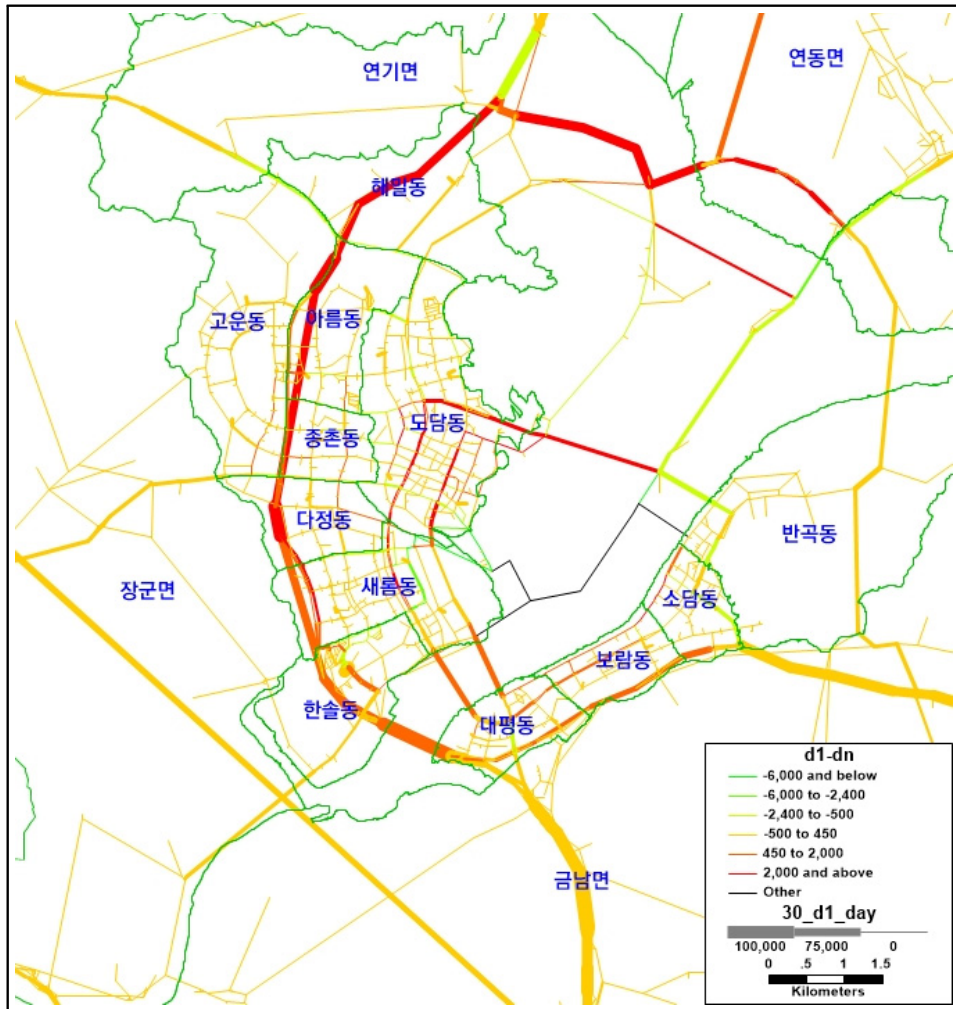 연기면
연동면
해밀동
고운동
아름동
도담동
종촌동
다정동
반곡동
장군면
새롬동
소담동
보람동
한솔동
대평동
금남면
d1-dn
-6,000 and below
-6,000 to -2,400
-2,400 to -500
-500 to 450
450 to 2,000
2,000 and above
Other
30_d1_day
100,000 75,000 0
0 .5 1 1.5
Kilometers